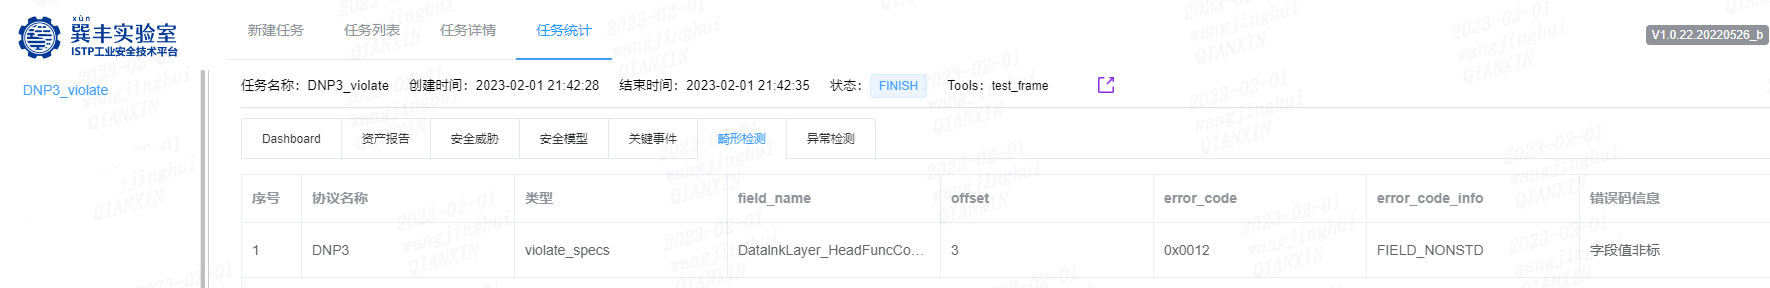 xùn
巽丰实验室
ISTP工业安全技术平台
新建任务 任务列表 任务详情 任务统计
V1.0.22.20220526_b
DNP3_violate
任务名称：DNP3_violate 创建时间：2023-02-01 21:42:28 结束时间：2023-02-01 21:42:35 状态： FINISH Tools：test_frame
Dashboard 资产报告 安全威胁 安全模型 关键事件 畸形检测 异常检测
序号 协议名称 类型 field_name offset error_code error_code_info 错误码信息
1 DNP3 violate_specs DatalnkLayer_HeadFuncCo... 3 0x0012 FIELD_NONSTD 字段值非标
2023-02-01
wangjinghui
QIANXIN